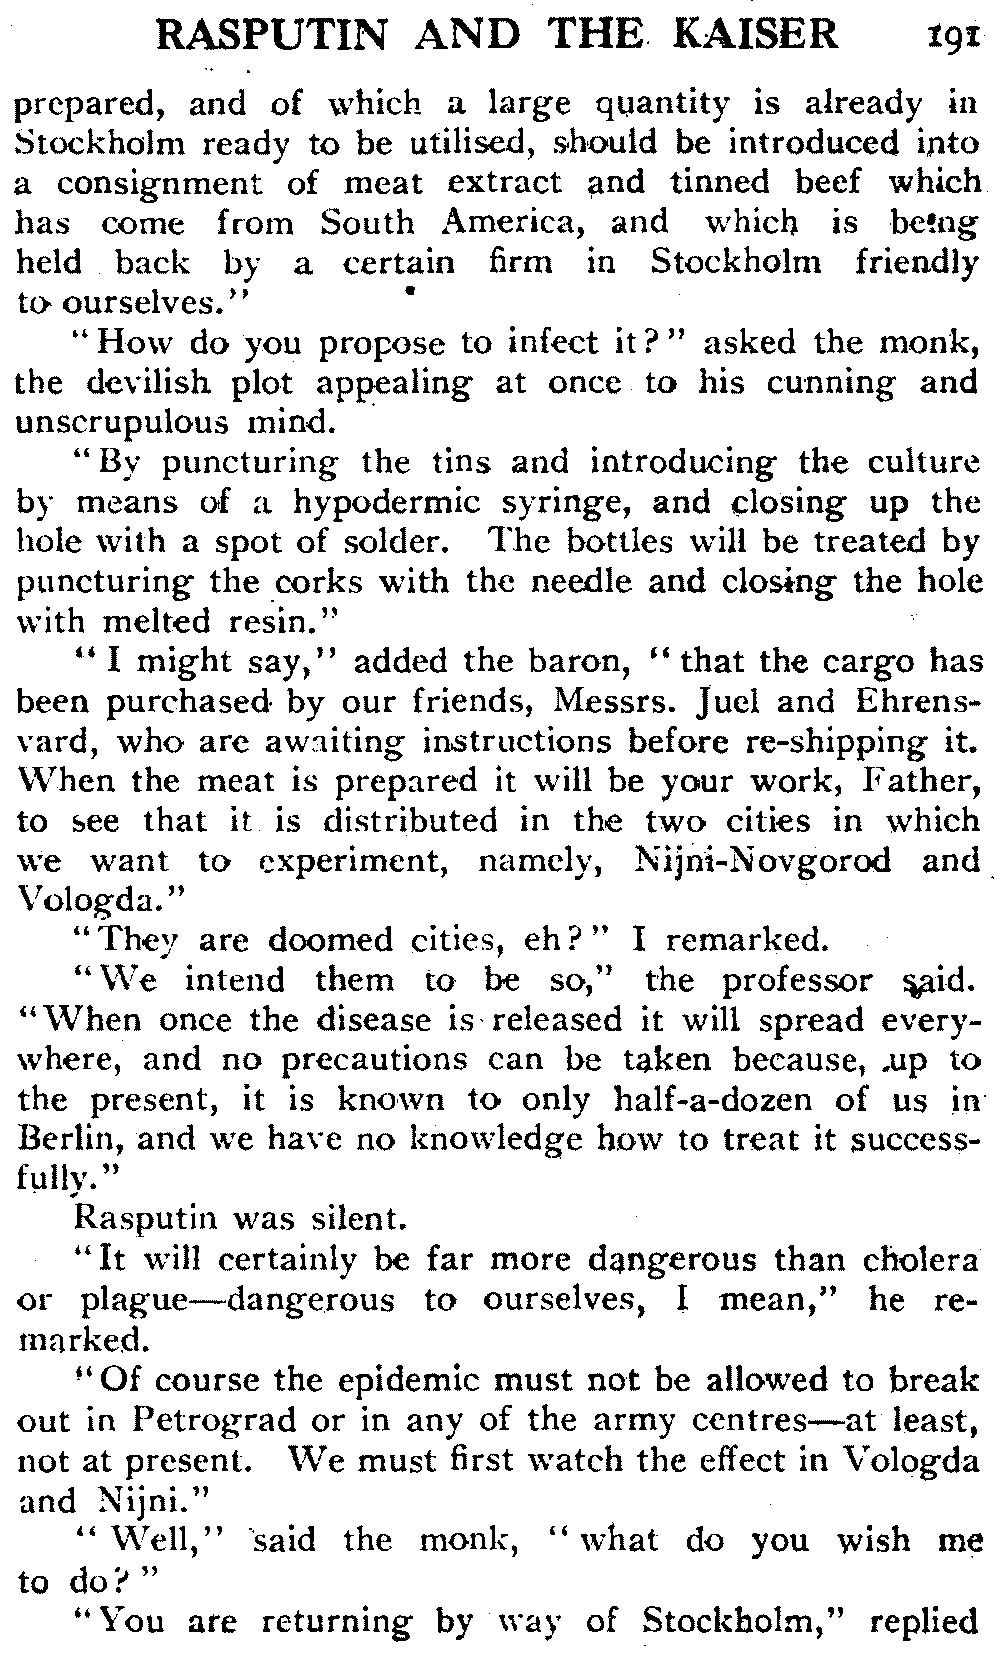 RASPUTIN AND THE KAISER 191
prepared, and of which a large quantity is already in
Stockholm ready to be utilised, should be introduced into
a consignment of meat extract and tinned beef which
has come from South America, and which is being
held back by a certain firm in Stockholm friendly
to ourselves."
"How do you propose to infect it?" asked the monk,
the devilish plot appealing at once to his cunning and
unscrupulous mind.
"By puncturing the tins and introducing the culture
by means of a hypodermic syringe, and closing up the
hole with a spot of solder. The bottles will be treated by
puncturing the corks with the needle and closing the hole
with melted resin."
"I might say," added the baron, "that the cargo has
been purchased by our friends, Messrs. Juel and Ehrens-
vard, who are awaiting instructions before re-shipping it.
When the meat is prepared it will be your work, Father,
to see that it is distributed in the two cities in which
we want to experiment, namely, Nijni-Novgorod and
Vologda."
"They are doomed cities, eh?" I remarked.
"We intend them to be so," the professor said.
"When once the disease is released it will spread every-
where, and no precautions can be taken because, up to
the present, it is known to only half-a-dozen of us in
Berlin, and we have no knowledge how to treat it success-
fully."
Rasputin was silent.
"It will certainly be far more dangerous than cholera
or plague—dangerous to ourselves, I mean," he re-
marked.
"Of course the epidemic must not be allowed to break
out in Petrograd or in any of the army centres—at least,
not at present. We must first watch the effect in Vologda
and Nijni."
"Well," said the monk, "what do you wish me
to do?"
"You are returning by way of Stockholm," replied